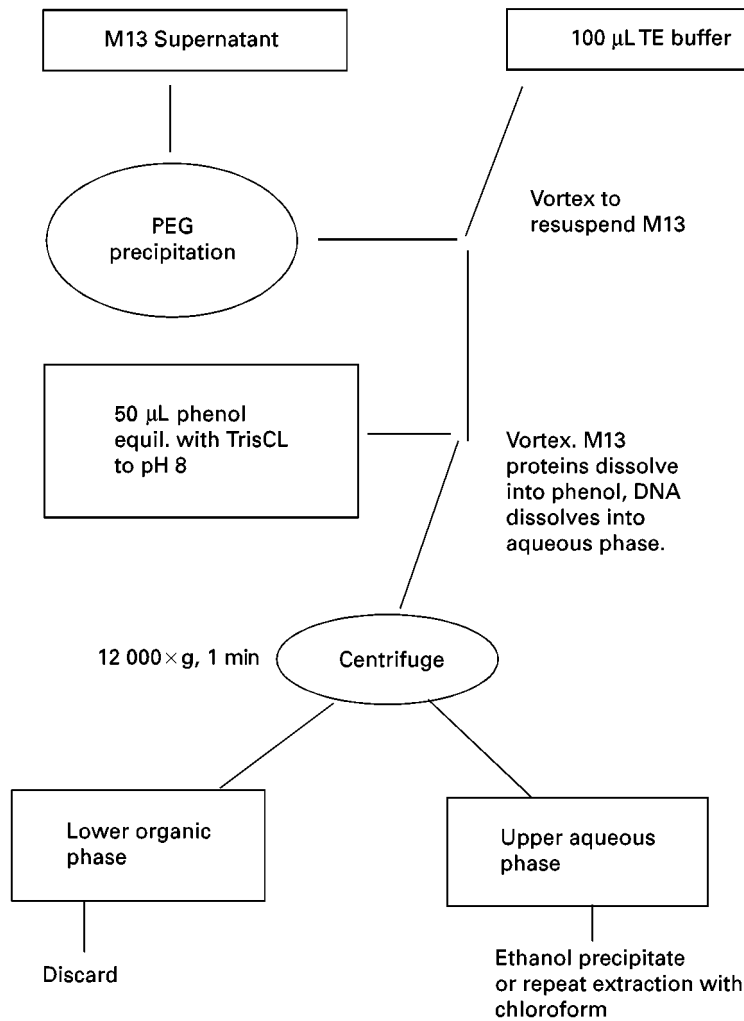 M13 Supernatant
100 μL TE buffer
PEG
precipitation
Vortex to
resuspend M13
50 μL phenol
equil. with TrisCL
to pH 8
Vortex. M13
proteins dissolve
into phenol, DNA
dissolves into
aqueous phase.
12 000×g, 1 min
Centrifuge
Lower organic
phase
Upper aqueous
phase
Discard
Ethanol precipitate
or repeat extraction with
chloroform